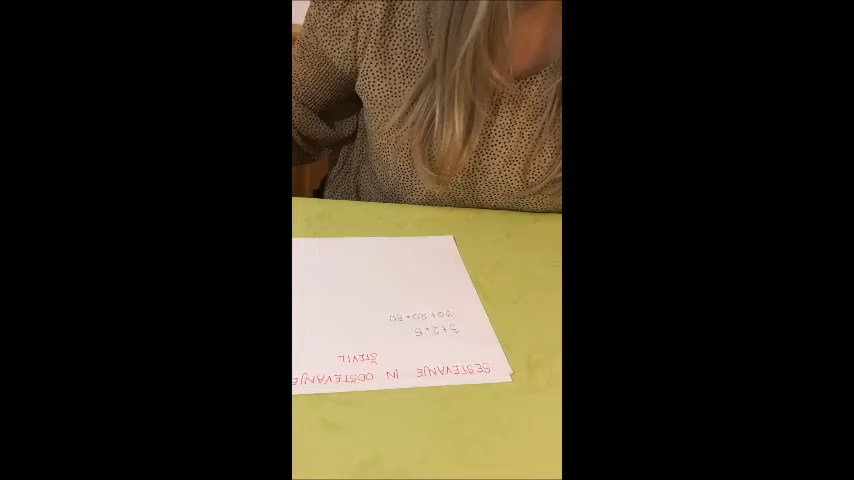 SEŠTEVANJE IN ODŠTEVANJE
ŠTEVIL
3+2=5
30+20=50